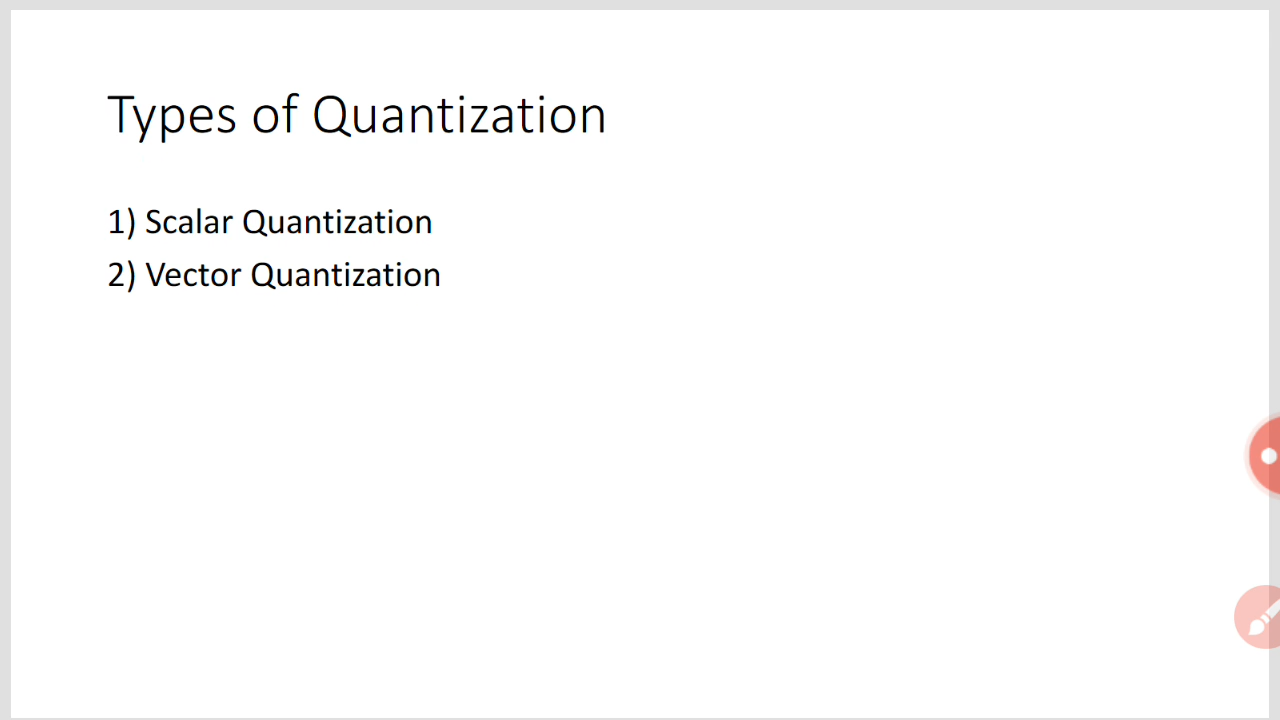 Types of Quantization
1) Scalar Quantization
2) Vector Quantization